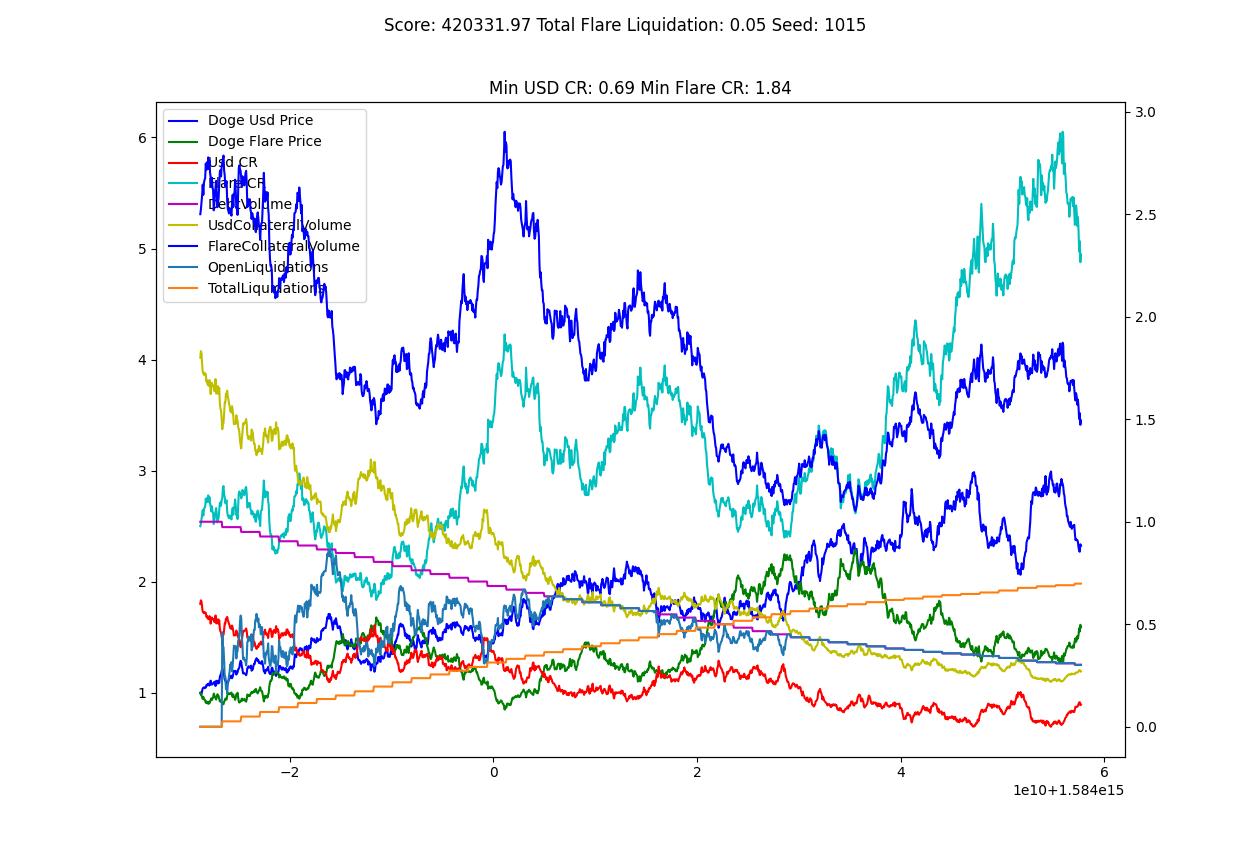 Score: 420331.97 Total Flare Liquidation: 0.05 Seed: 1015
Min USD CR: 0.69 Min Flare CR: 1.84
Doge Usd Price
Doge Flare Price
Usd CR
Flare CR
DebtVolume
UsdCollateralVolume
FlareCollateralVolume
OpenLiquidations
TotalLiquidations
6
5
4
3
2
1
3.0
2.5
2.0
1.5
1.0
0.5
0.0
−2
0
2
4
6
1e10+1.584e15